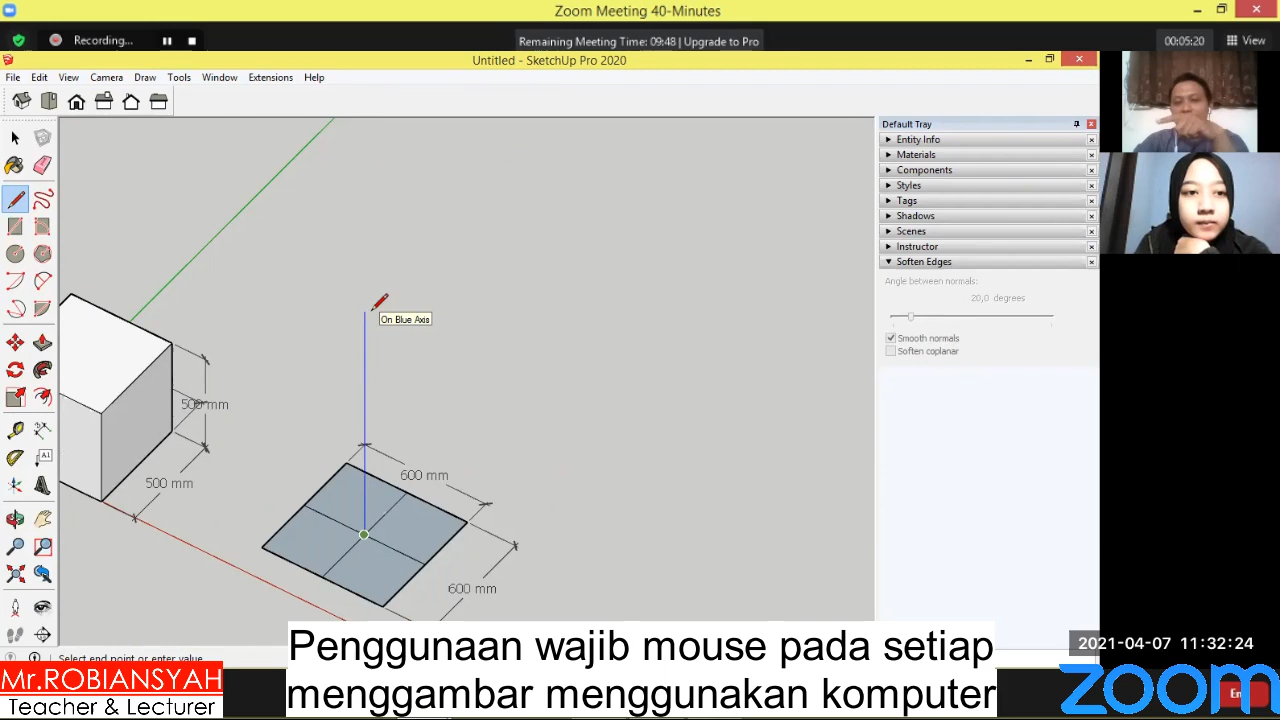 Zoom Meeting 40-Minutes
Recording...
Remaining Meeting Time: 09:48 | Upgrade to Pro
00:05:20
View
Untitled - SketchUp Pro 2020
File Edit View Camera Draw Tools Window Extensions Help
Default Tray
Entity Info
Materials
Components
Styles
Tags
Shadows
Scenes
Instructor
Soften Edges
Angle between normals:
20,0 degrees
Smooth normals
Soften coplanar
On Blue Axis
500 mm
500 mm
600 mm
600 mm
A1
Select end point or enter value.
2021-04-07 11:32:24
Penggunaan wajib mouse pada setiap
menggambar menggunakan komputer
Mr.ROBIANSYAH
Teacher & Lecturer
zoom